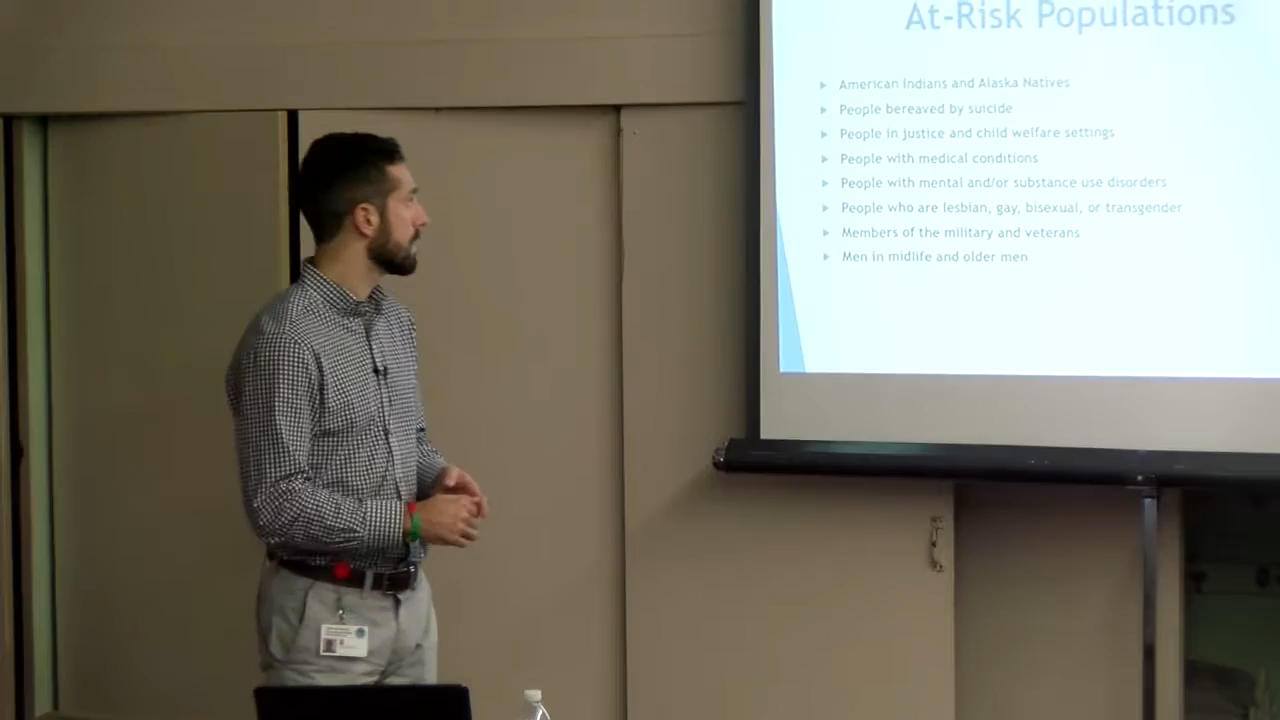 At-Risk Populations
American Indians and Alaska Natives
People bereaved by suicide
People in justice and child welfare settings
People with medical conditions
People with mental and/or substance use disorders
People who are lesbian, gay, bisexual, or transgender
Members of the military and veterans
Men in midlife and older men